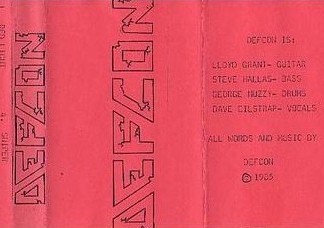 DEFCON
DEFCON
DEFCON IS:
LLOYD GRANT- GUITAR
STEVE HALLAS- BASS
GEORGE MUZZY- DRUMS
DAVE GILSTRAP- VOCALS
ALL WORDS AND MUSIC BY
DEFCON
© 1985